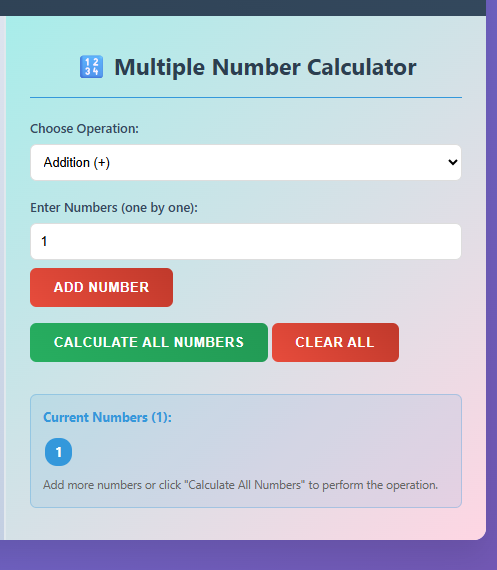 🔢 Multiple Number Calculator
Choose Operation:
Addition (+)
Enter Numbers (one by one):
1
ADD NUMBER
CALCULATE ALL NUMBERS CLEAR ALL
Current Numbers (1):
1
Add more numbers or click "Calculate All Numbers" to perform the operation.